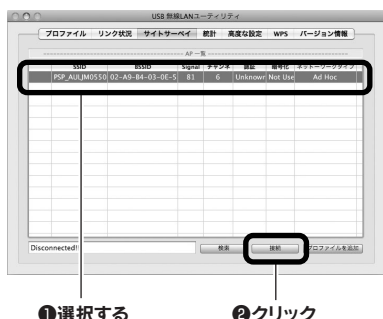 USB 無線LANユーティリティ
プロファイル リンク状況 サイトサーベイ 統計 高度な設定 WPS バージョン情報
AP 一覧
SSID BSSID Signal チャンネ 認証 暗号化 ネットワークタイプ
PSP_AULJM0550 02-A9-B4-03-0E-5 81 6 Unknown Not Use Ad Hoc
Disconnected!! 検索 接続 プロファイルを追加
❶選択する ❷クリック